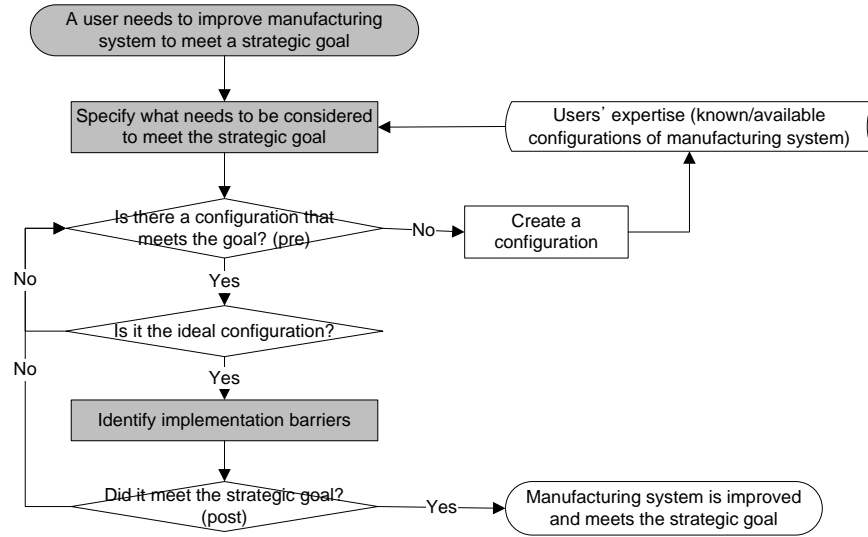 A user needs to improve manufacturing
system to meet a strategic goal
Specify what needs to be considered
to meet the strategic goal
Users’ expertise (known/available
configurations of manufacturing system)
Is there a configuration that
meets the goal? (pre)
No
Create a
configuration
No
Yes
Is it the ideal configuration?
No
Yes
Identify implementation barriers
Did it meet the strategic goal?
(post)
Yes
Manufacturing system is improved
and meets the strategic goal